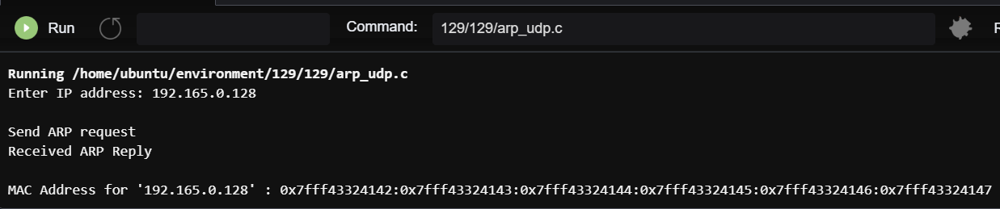 Run Command: 129/129/arp_udp.c R
Running /home/ubuntu/environment/129/129/arp_udp.c
Enter IP address: 192.165.0.128
Send ARP request
Received ARP Reply
MAC Address for '192.165.0.128' : 0x7fff43324142:0x7fff43324143:0x7fff43324144:0x7fff43324145:0x7fff43324146:0x7fff43324147